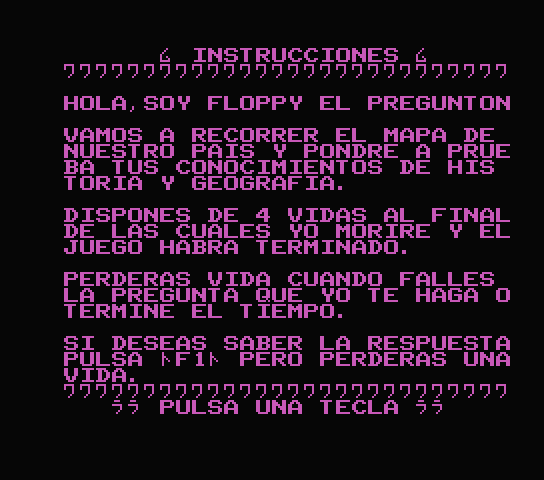 INSTRUCCIONES
HOLA,SOY FLOPPY EL PREGUNTON
VAMOS A RECORRER EL MAPA DE
NUESTRO PAIS Y PONDRE A PRUE
BA TUS CONOCIMIENTOS DE HIS
TORIA Y GEOGRAFIA.
DISPONES DE 4 VIDAS AL FINAL
DE LAS CUALES YO MORIRE Y EL
JUEGO HABRA TERMINADO.
PERDERAS VIDA CUANDO FALLES
LA PREGUNTA QUE YO TE HAGA O
TERMINE EL TIEMPO.
SI DESEAS SABER LA RESPUESTA
PULSA F1 PERO PERDERAS UNA
VIDA.
PULSA UNA TECLA